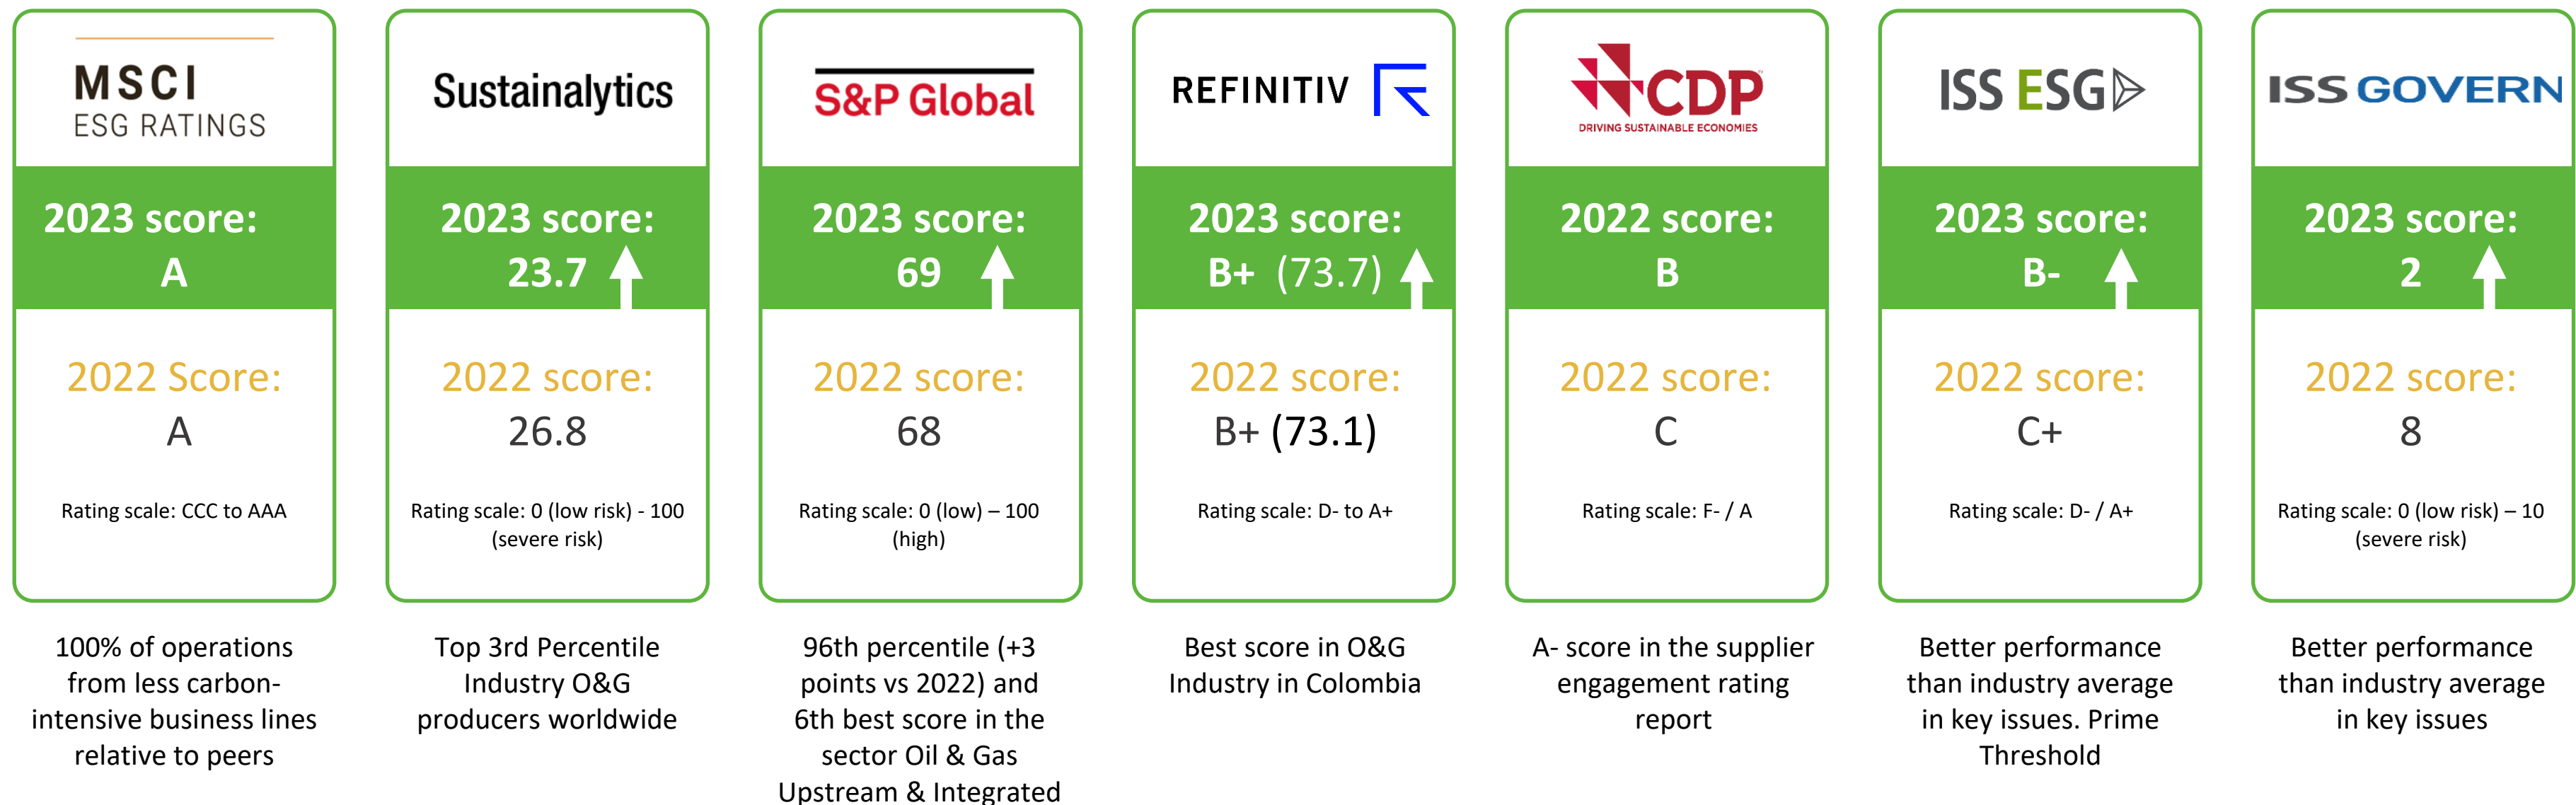 MSCI
ESG RATINGS
2023 score:
A
2022 Score:
A
Rating scale: CCC to AAA
100% of operations
from less carbon-
intensive business lines
relative to peers
Sustainalytics
2023 score:
23.7
2022 score:
26.8
Rating scale: 0 (low risk) - 100
(severe risk)
Top 3rd Percentile
Industry O&G
producers worldwide
S&P Global
2023 score:
69
2022 score:
68
Rating scale: 0 (low) – 100
(high)
96th percentile (+3
points vs 2022) and
6th best score in the
sector Oil & Gas
Upstream & Integrated
REFINITIV
2023 score:
B+ (73.7)
2022 score:
B+ (73.1)
Rating scale: D- to A+
Best score in O&G
Industry in Colombia
CDP
DRIVING SUSTAINABLE ECONOMIES
2022 score:
B
2022 score:
C
Rating scale: F- / A
A- score in the supplier
engagement rating
report
ISS ESG
2023 score:
B-
2022 score:
C+
Rating scale: D- / A+
Better performance
than industry average
in key issues. Prime
Threshold
ISS GOVERN
2023 score:
2
2022 score:
8
Rating scale: 0 (low risk) – 10
(severe risk)
Better performance
than industry average
in key issues